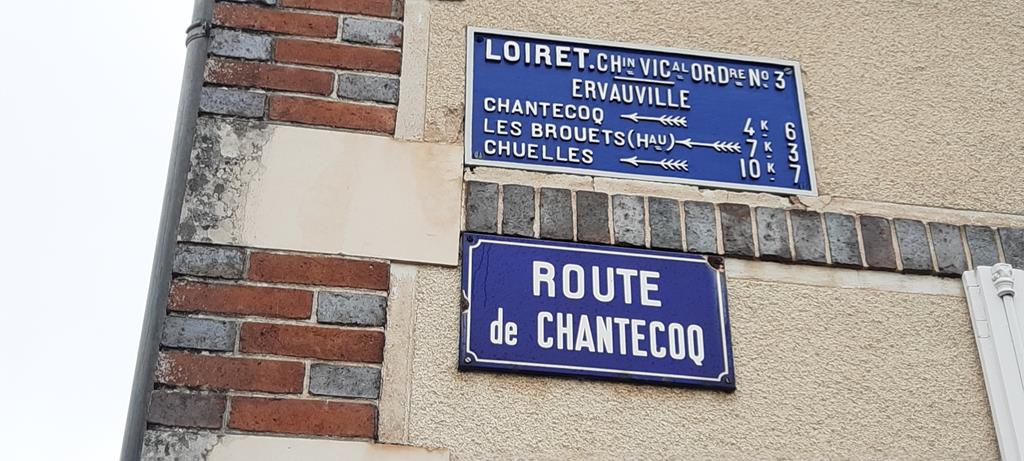 LOIRET. CHIN VICAL ORDRE No 3
ERVAUVILLE
CHANTECOQ 4K 6
LES BROUETS (HAU) 7K 3
CHUELLES 10K 7
ROUTE
de CHANTECOQ